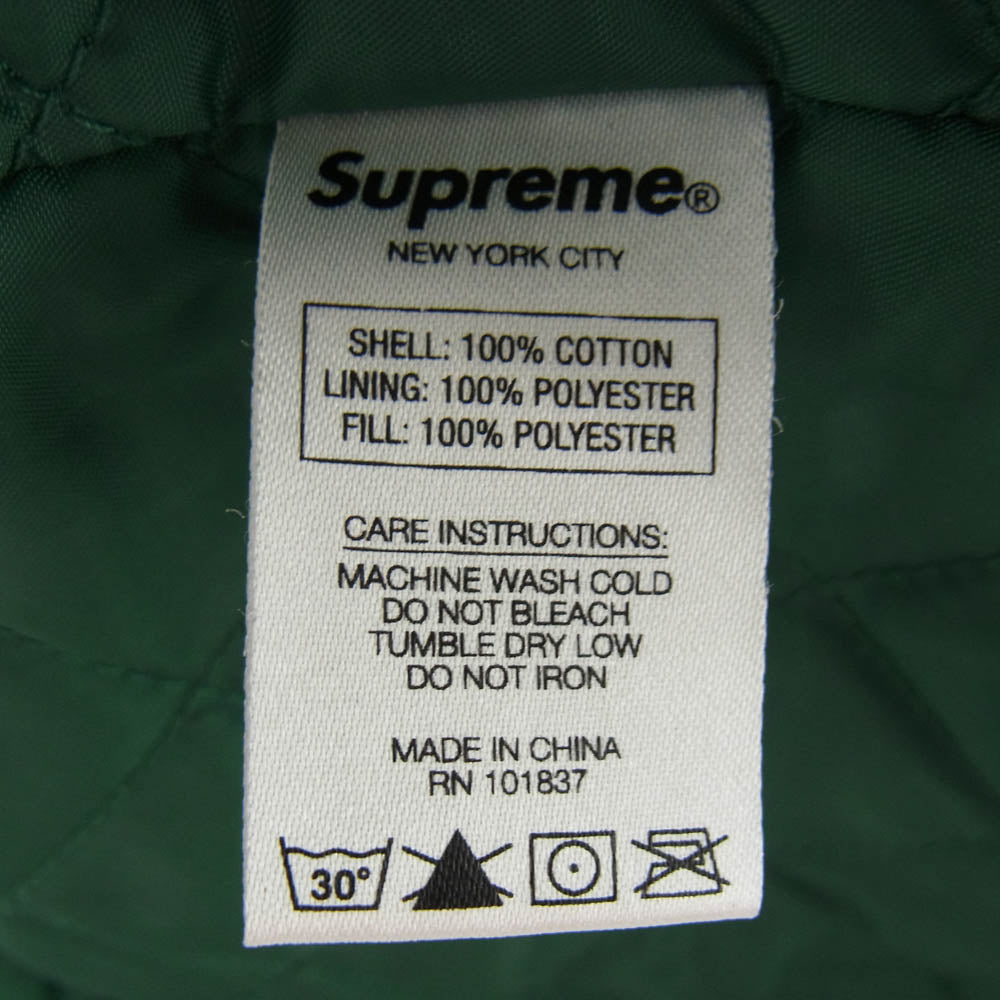 Supreme®
NEW YORK CITY
SHELL: 100% COTTON
LINING: 100% POLYESTER
FILL: 100% POLYESTER
CARE INSTRUCTIONS:
MACHINE WASH COLD
DO NOT BLEACH
TUMBLE DRY LOW
DO NOT IRON
MADE IN CHINA
RN 101837
30°